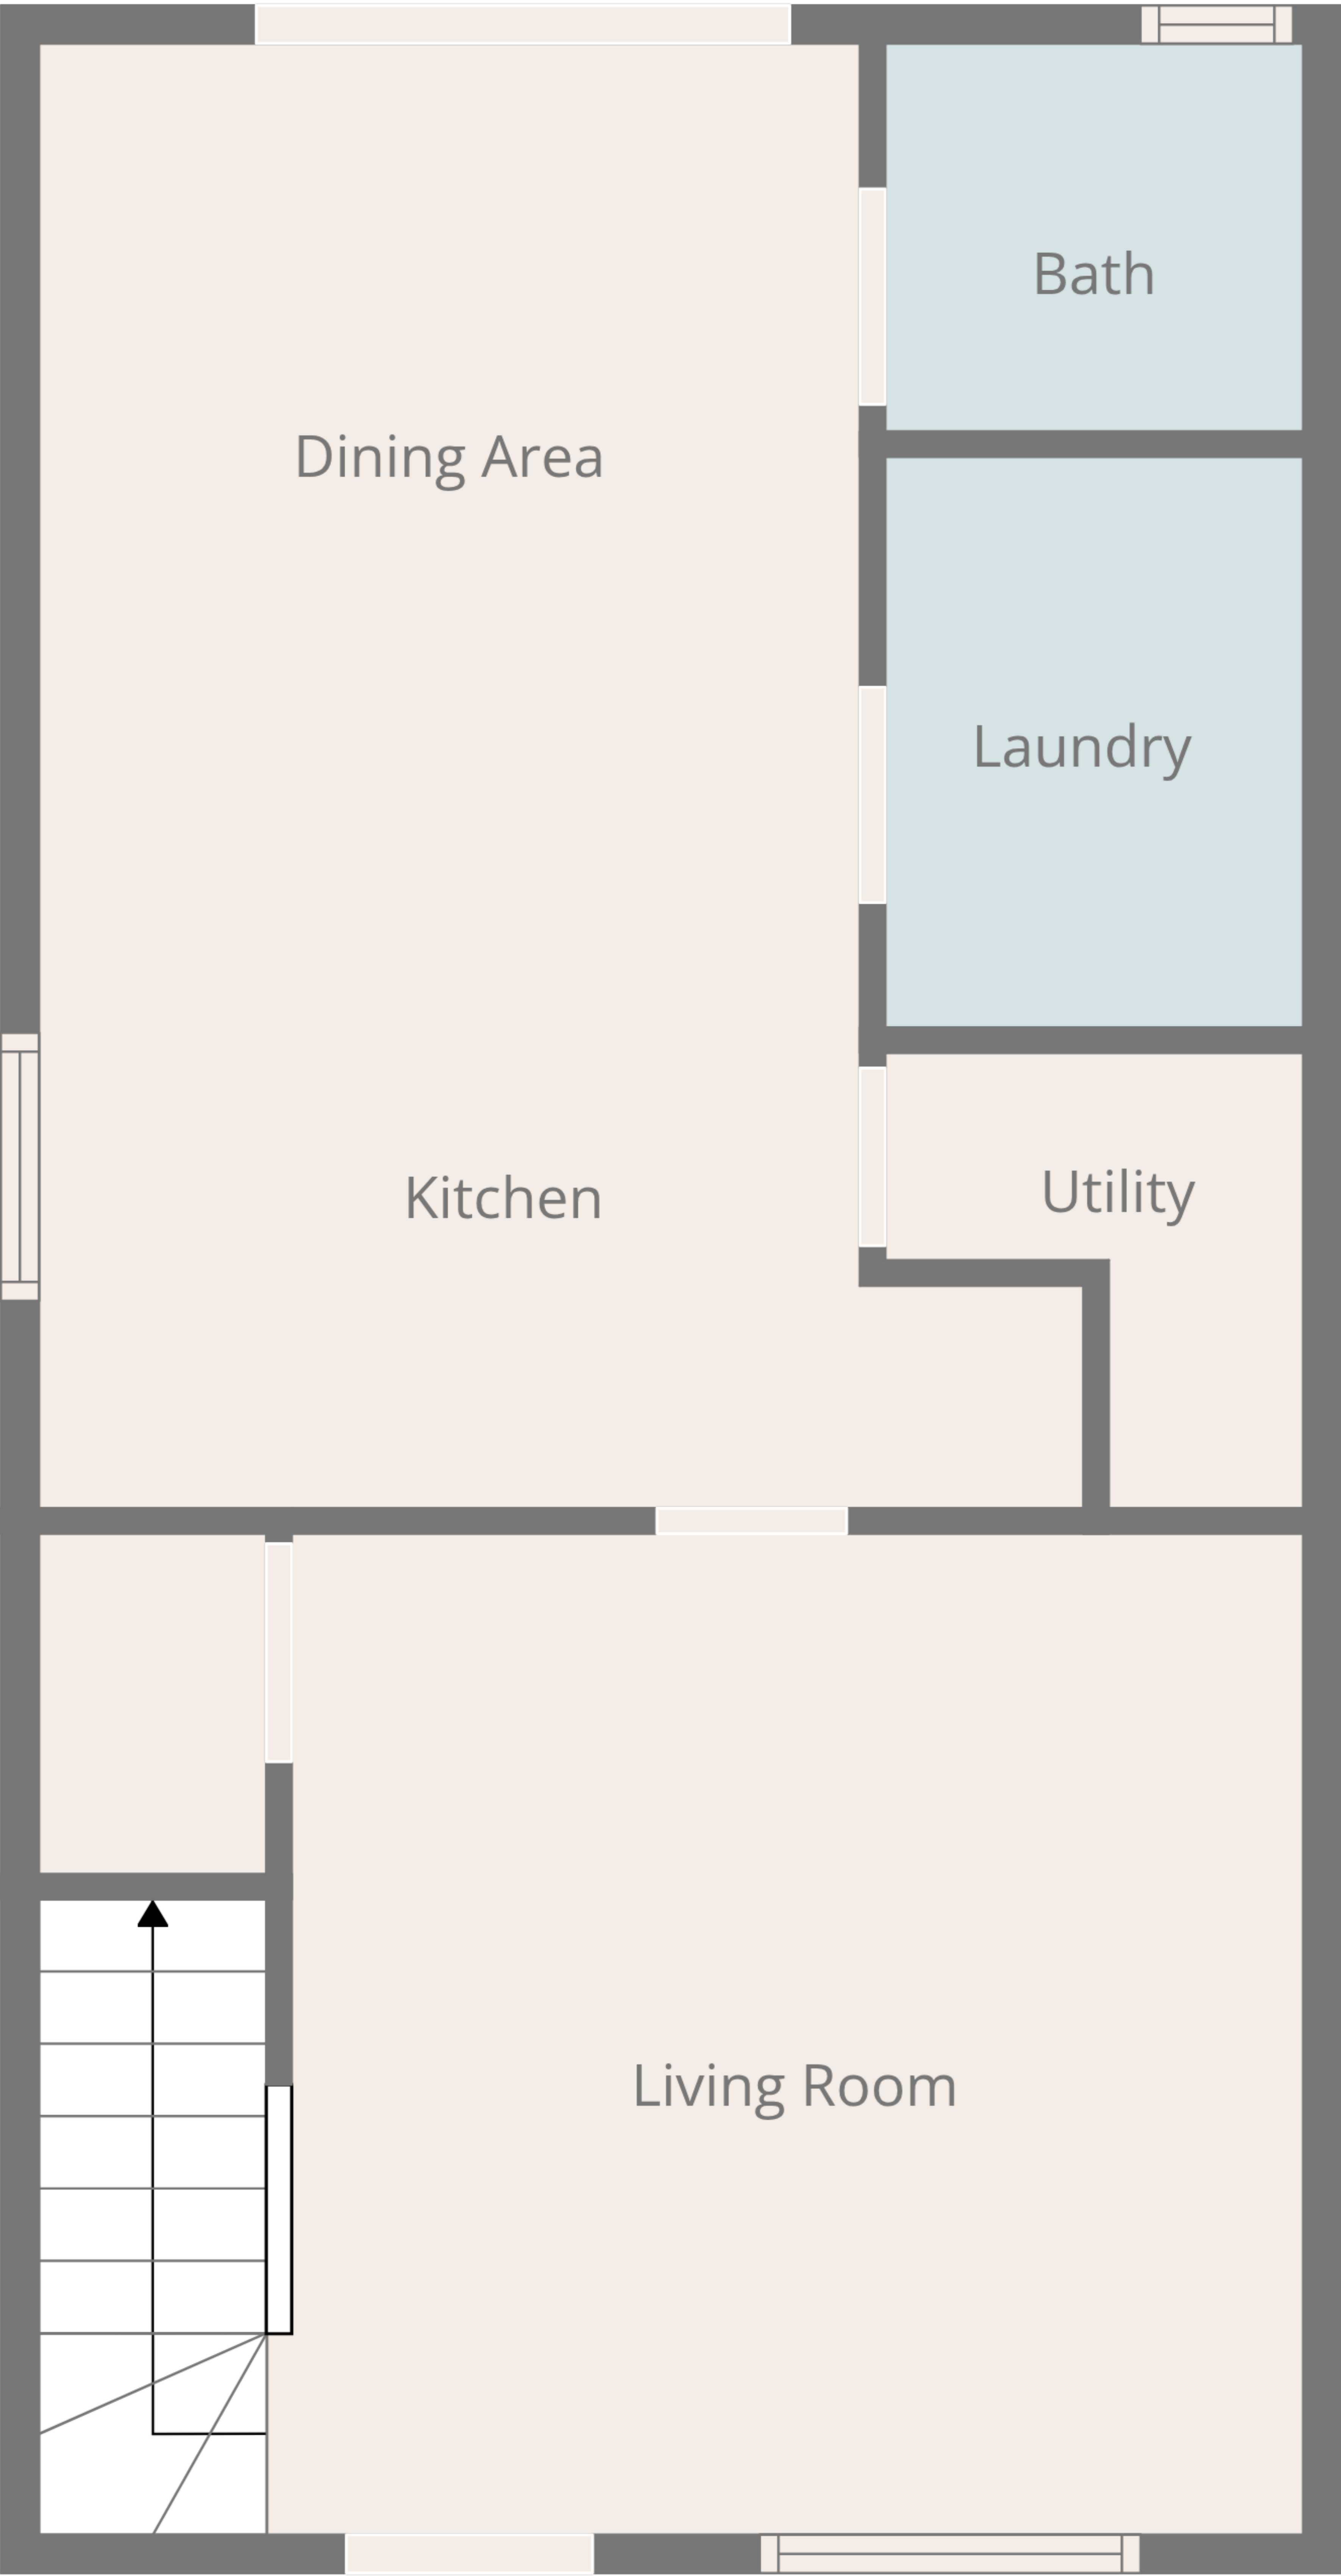 Bath
Dining Area
Laundry
Kitchen
Utility
Living Room